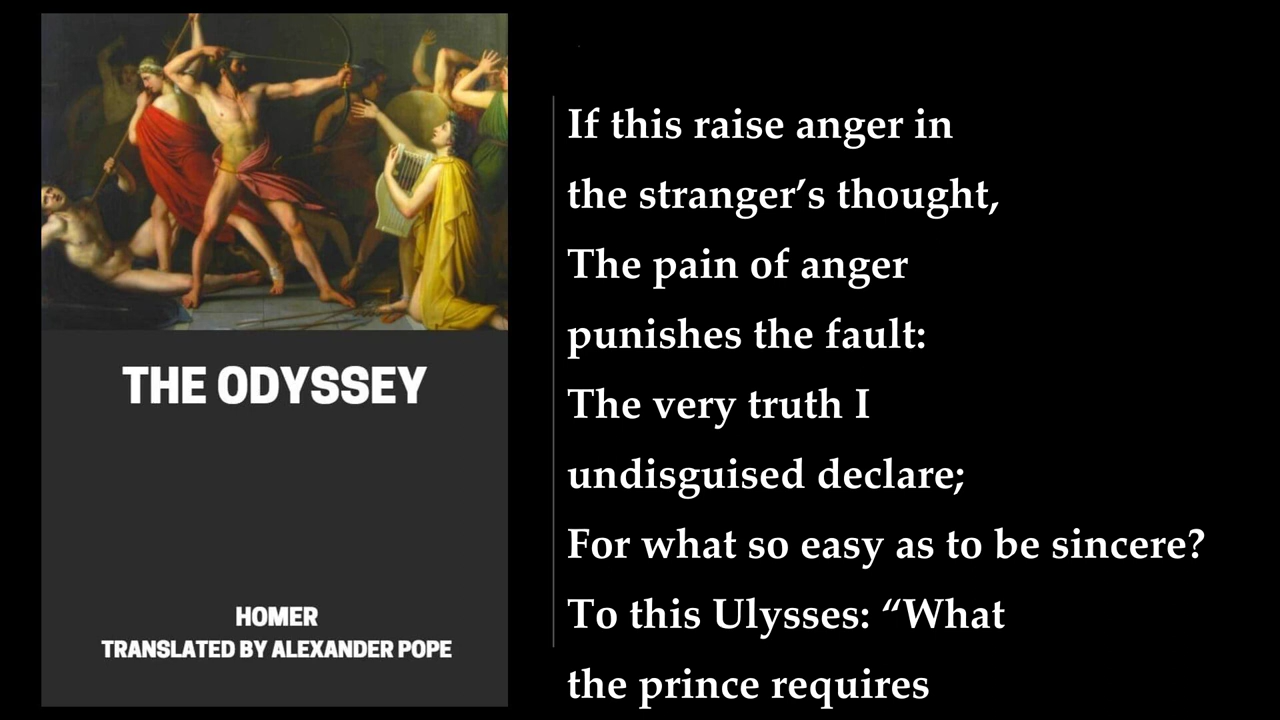 THE ODYSSEY
HOMER
TRANSLATED BY ALEXANDER POPE
If this raise anger in
the stranger’s thought,
The pain of anger
punishes the fault:
The very truth I
undisguised declare;
For what so easy as to be sincere?
To this Ulysses: “What
the prince requires